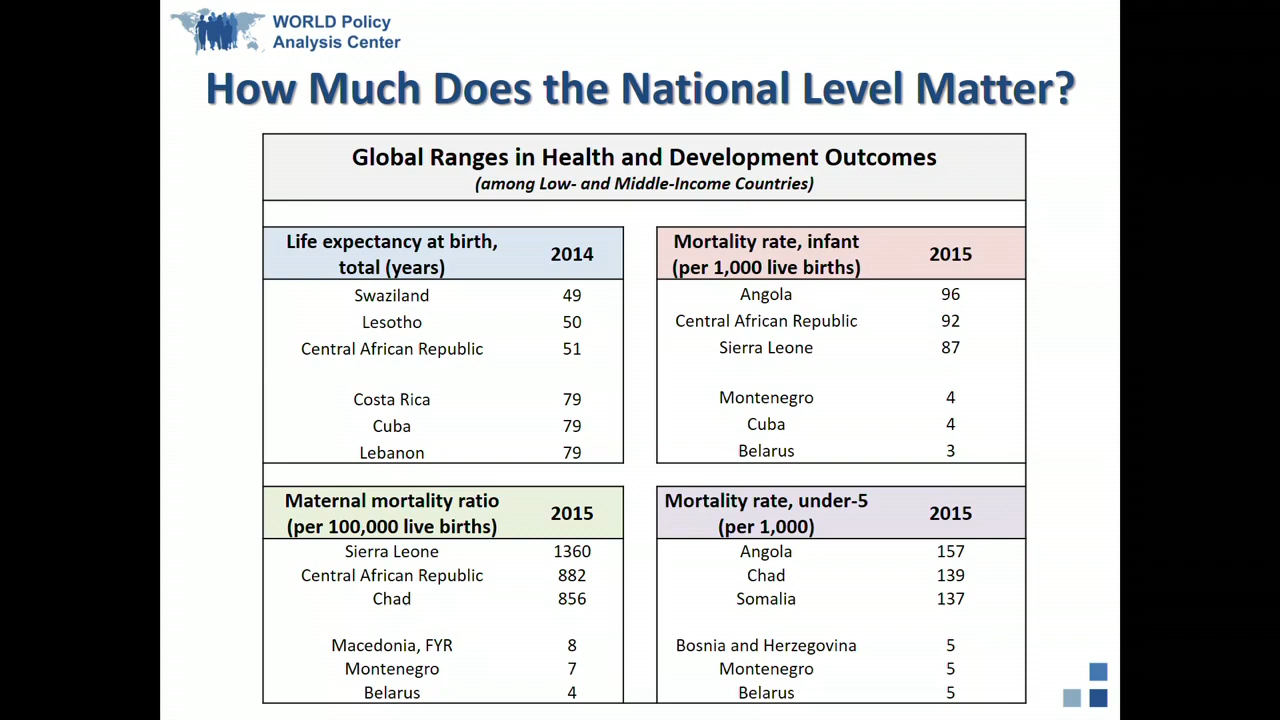 WORLD Policy
Analysis Center
How Much Does the National Level Matter?
Global Ranges in Health and Development Outcomes
(among Low- and Middle-Income Countries)
Life expectancy at birth, total (years) 2014
Swaziland 49
Lesotho 50
Central African Republic 51
Costa Rica 79
Cuba 79
Lebanon 79
Mortality rate, infant (per 1,000 live births) 2015
Angola 96
Central African Republic 92
Sierra Leone 87
Montenegro 4
Cuba 4
Belarus 3
Maternal mortality ratio (per 100,000 live births) 2015
Sierra Leone 1360
Central African Republic 882
Chad 856
Macedonia, FYR 8
Montenegro 7
Belarus 4
Mortality rate, under-5 (per 1,000) 2015
Angola 157
Chad 139
Somalia 137
Bosnia and Herzegovina 5
Montenegro 5
Belarus 5